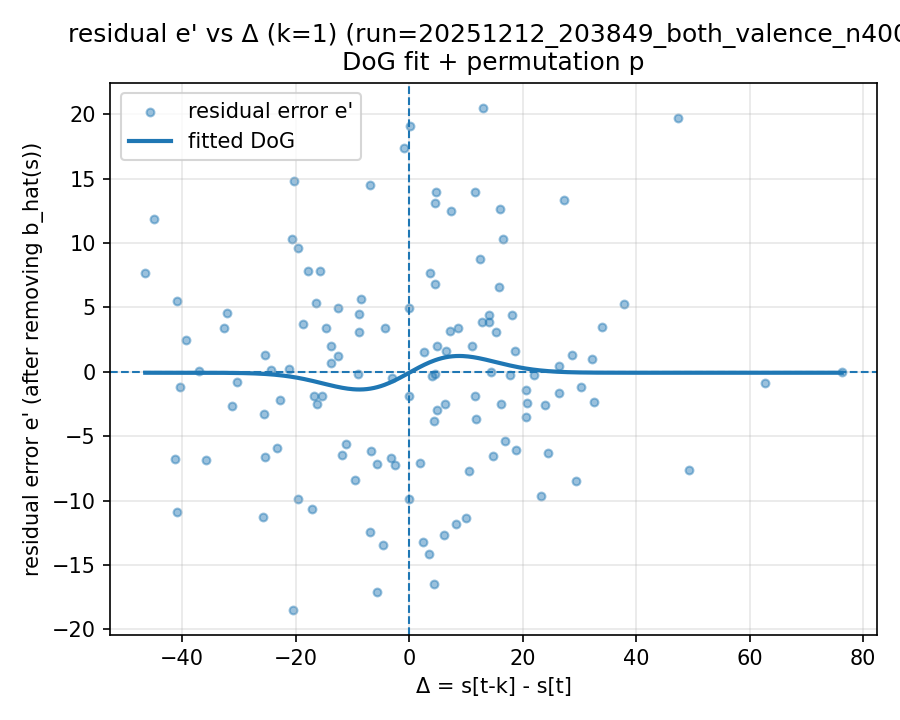 residual e' vs Δ (k=1) (run=20251212_203849_both_valence_n400
DoG fit + permutation p
residual error e'
fitted DoG
residual error e' (after removing b_hat(s))
20
15
10
5
0
−5
−10
−15
−20
−40
−20
0
20
40
60
80
Δ = s[t-k] - s[t]